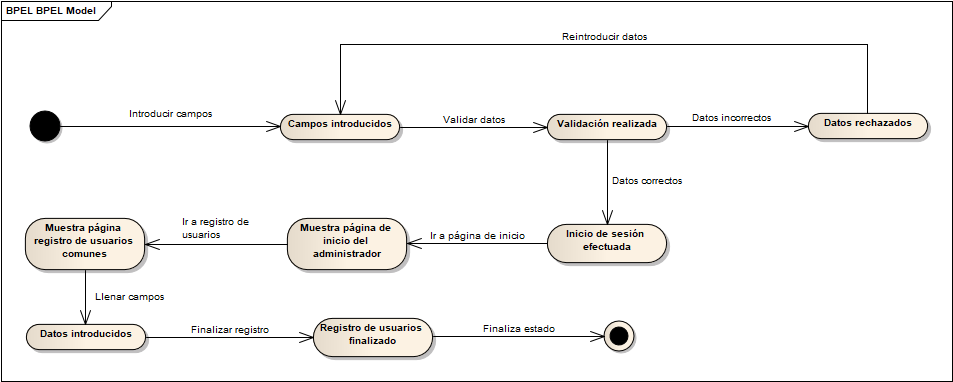 BPEL BPEL Model
Reintroducir datos
Introducir campos
Campos introducidos
Validar datos
Validación realizada
Datos incorrectos
Datos rechazados
Datos correctos
Muestra página
registro de usuarios
comunes
Ir a registro de
usuarios
Muestra página de
inicio del
administrador
Ir a página de inicio
Inicio de sesión
efectuada
Llenar campos
Datos introducidos
Finalizar registro
Registro de usuarios
finalizado
Finaliza estado